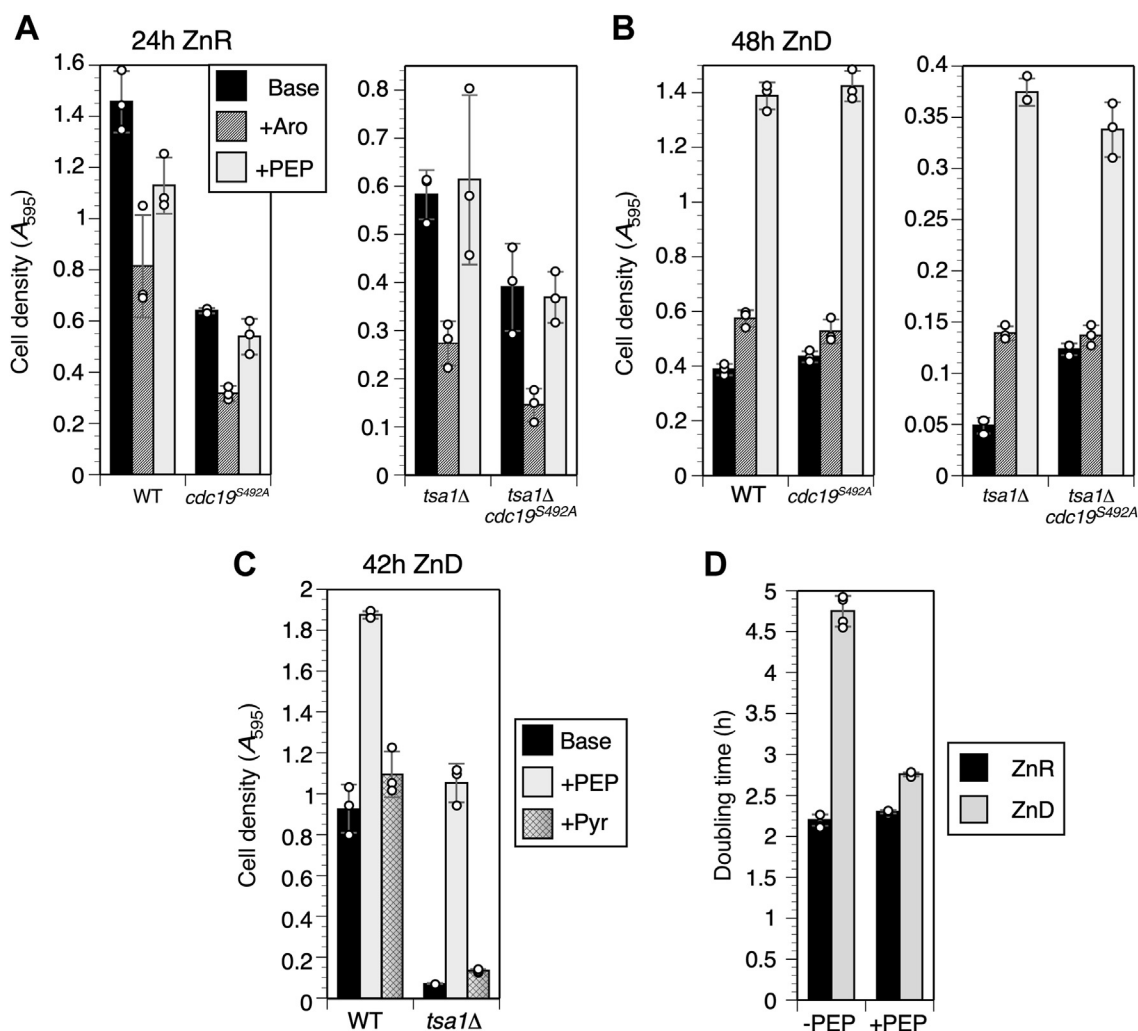 A
24h ZnR
Cell density (A595)
1.6
1.4
1.2
1
0.8
0.6
0.4
0.2
0
Base
+Aro
+PEP
WT
cdc19S492A
0.8
0.7
0.6
0.5
0.4
0.3
0.2
0.1
0
tsa1Δ
tsa1Δ
cdc19S492A
B
48h ZnD
Cell density (A595)
1.4
1.2
1
0.8
0.6
0.4
0.2
0
WT
cdc19S492A
0.4
0.35
0.3
0.25
0.2
0.15
0.1
0.05
0
tsa1Δ
tsa1Δ
cdc19S492A
C
42h ZnD
Cell density (A595)
2
1.8
1.6
1.4
1.2
1
0.8
0.6
0.4
0.2
0
WT
tsa1Δ
Base
+PEP
+Pyr
D
Doubling time (h)
5
4.5
4
3.5
3
2.5
2
1.5
1
0.5
0
-PEP
+PEP
ZnR
ZnD